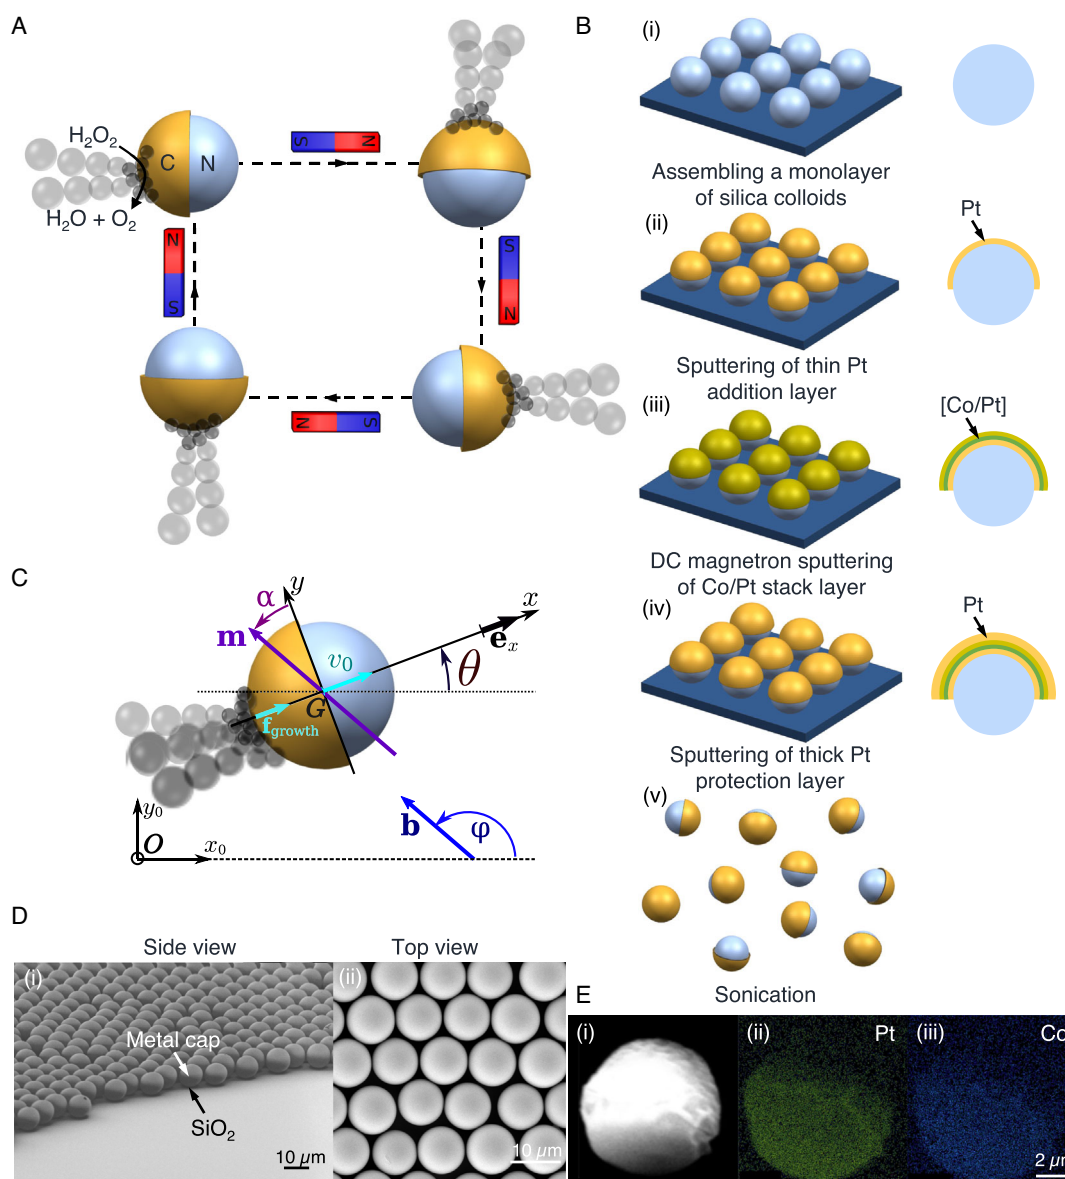 A
H₂O₂
C
N
H₂O + O₂
S
N
N
S
S
N
N
S
B
(i)
Assembling a monolayer
of silica colloids
(ii)
Pt
Sputtering of thin Pt
addition layer
(iii)
[Co/Pt]
DC magnetron sputtering
of Co/Pt stack layer
(iv)
Pt
Sputtering of thick Pt
protection layer
(v)
Sonication
C
α
y
x
m
eₓ
v₀
θ
G
f_growth
y₀
b
φ
O
x₀
D
Side view
Top view
(i)
Metal cap
SiO₂
10 μm
(ii)
10 μm
E
(i)
(ii)
Pt
(iii)
Co